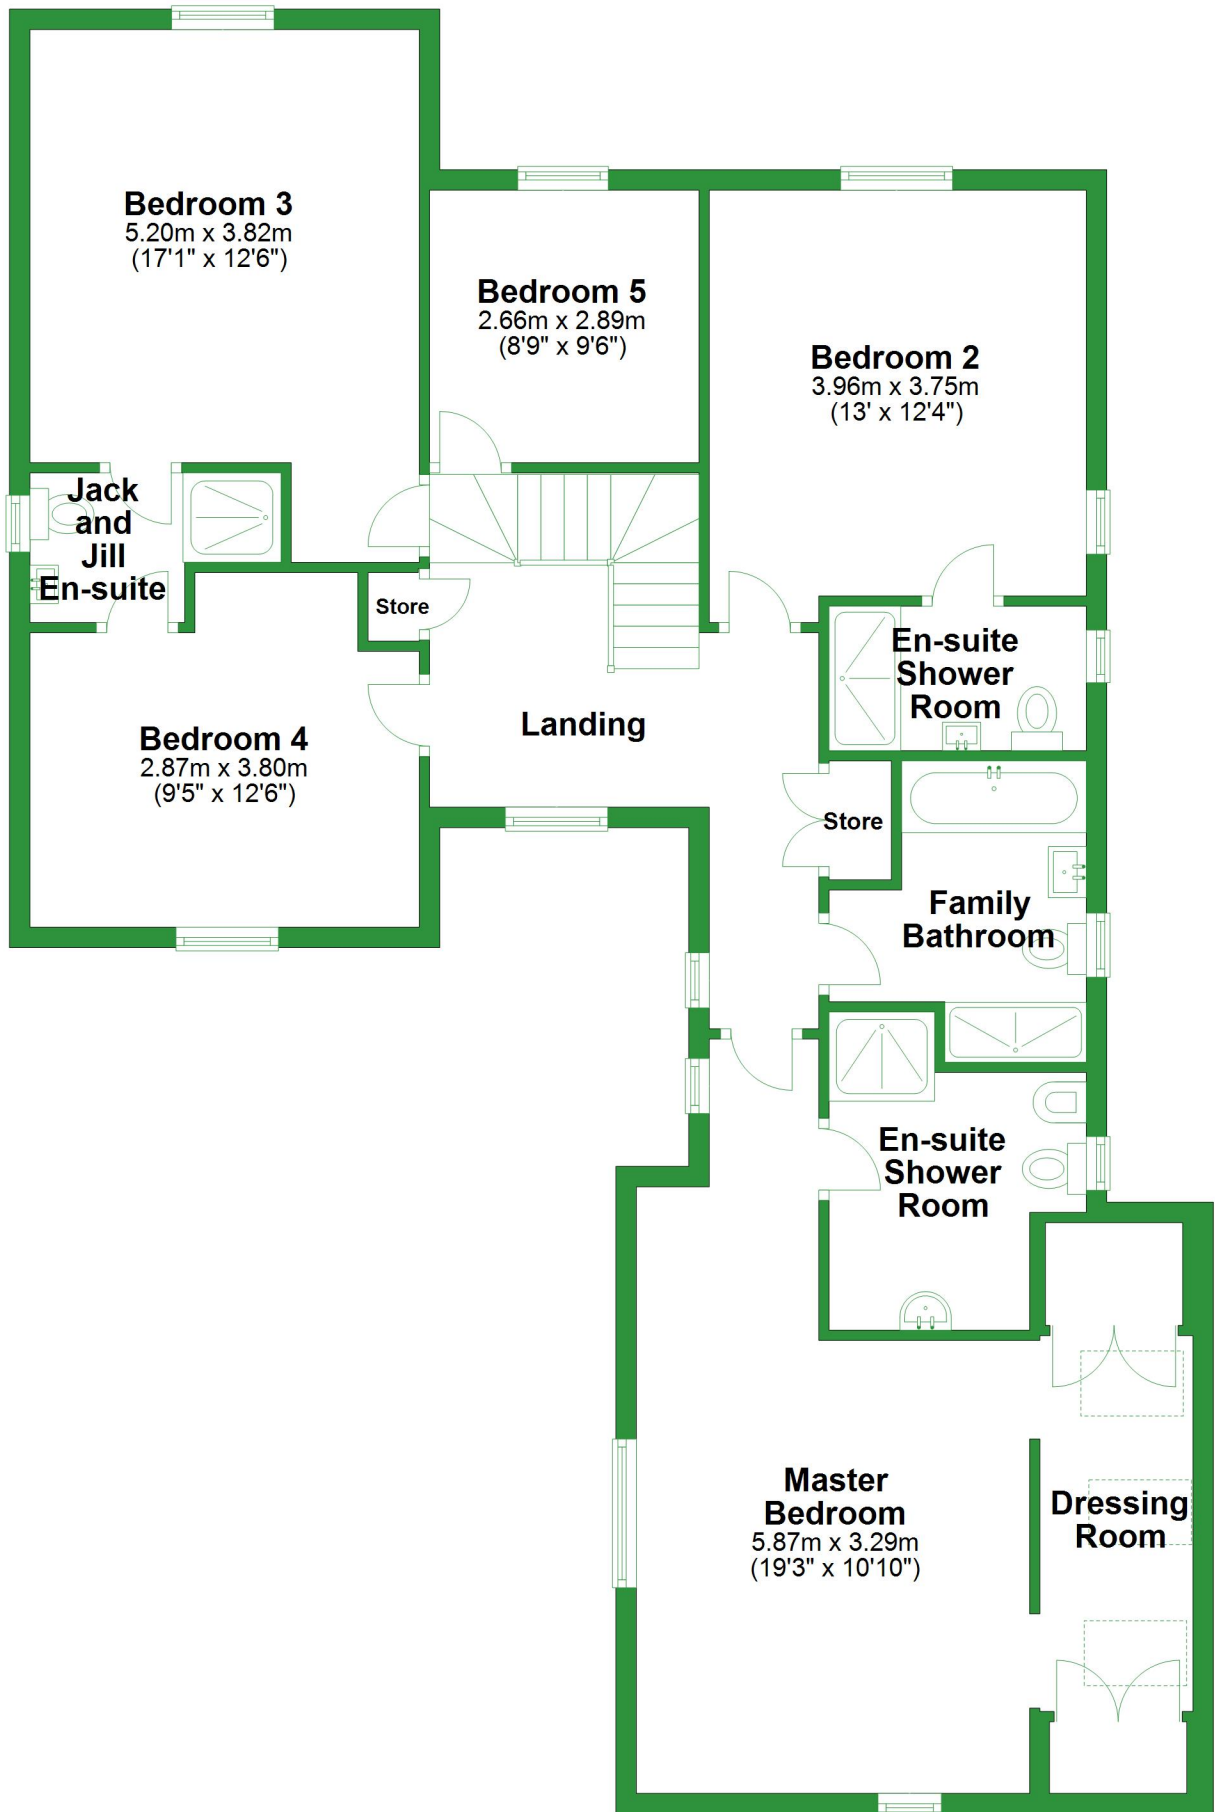 Bedroom 3
5.20m x 3.82m
(17'1" x 12'6")
Bedroom 5
2.66m x 2.89m
(8'9" x 9'6")
Bedroom 2
3.96m x 3.75m
(13' x 12'4")
Jack
and
Jill
En-suite
Store
En-suite
Shower
Room
Landing
Bedroom 4
2.87m x 3.80m
(9'5" x 12'6")
Store
Family
Bathroom
En-suite
Shower
Room
Master
Bedroom
5.87m x 3.29m
(19'3" x 10'10")
Dressing
Room